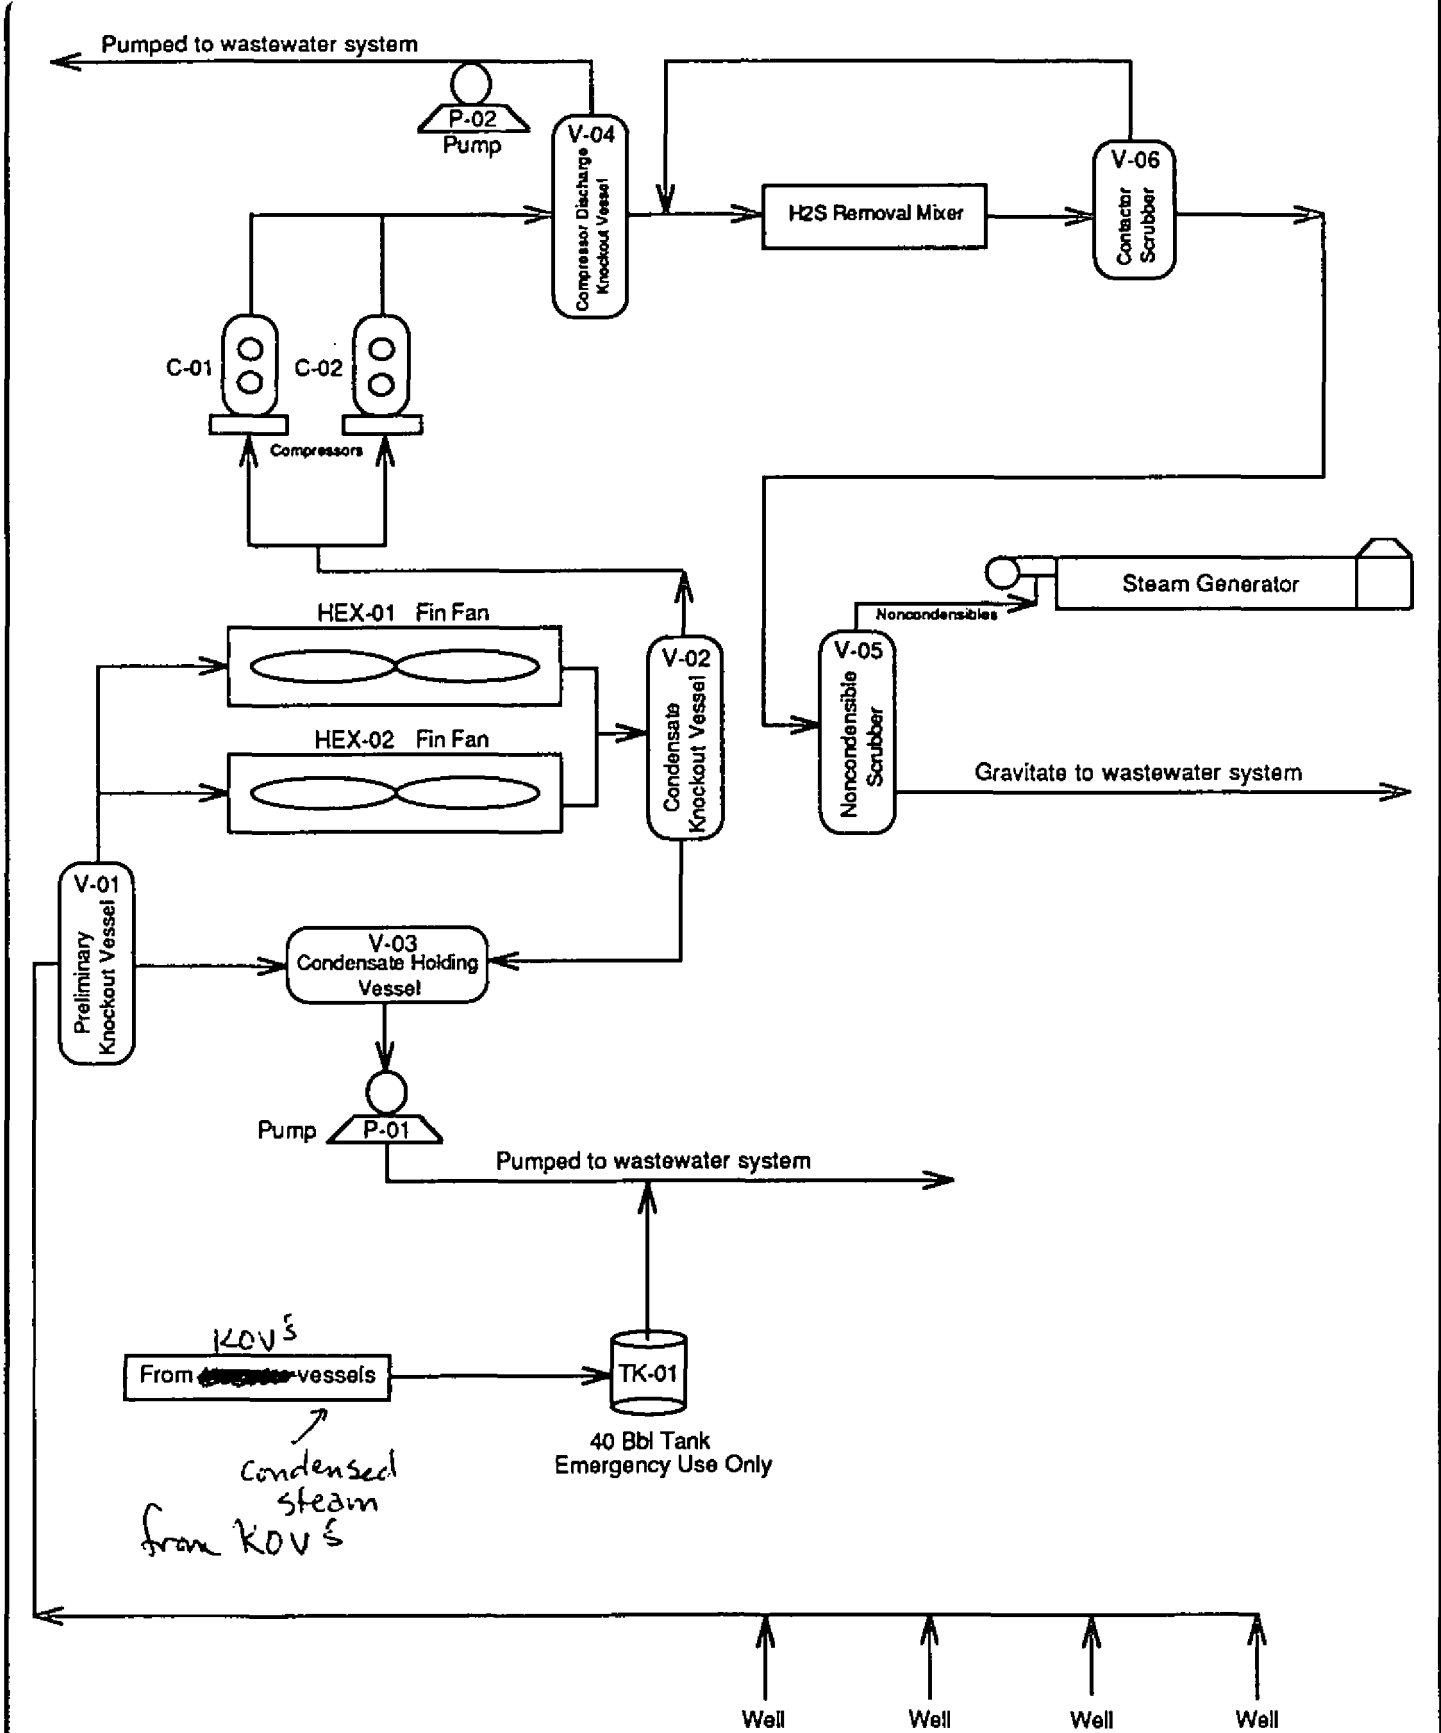 Pumped to wastewater system
P-02
Pump
V-04
Compressor Discharge
Knockout Vessel
H2S Removal Mixer
V-06
Contactor
Scrubber
C-01
C-02
Compressors
HEX-01 Fin Fan
HEX-02 Fin Fan
V-02
Condensate
Knockout Vessel
Steam Generator
Noncondensibles
V-05
Noncondensible
Scrubber
Gravitate to wastewater system
V-01
Preliminary
Knockout Vessel
V-03
Condensate Holding
Vessel
Pump
P-01
Pumped to wastewater system
KOV's
From vessels
TK-01
40 Bbl Tank
Emergency Use Only
Condensed
steam
from KOV's
Well
Well
Well
Well